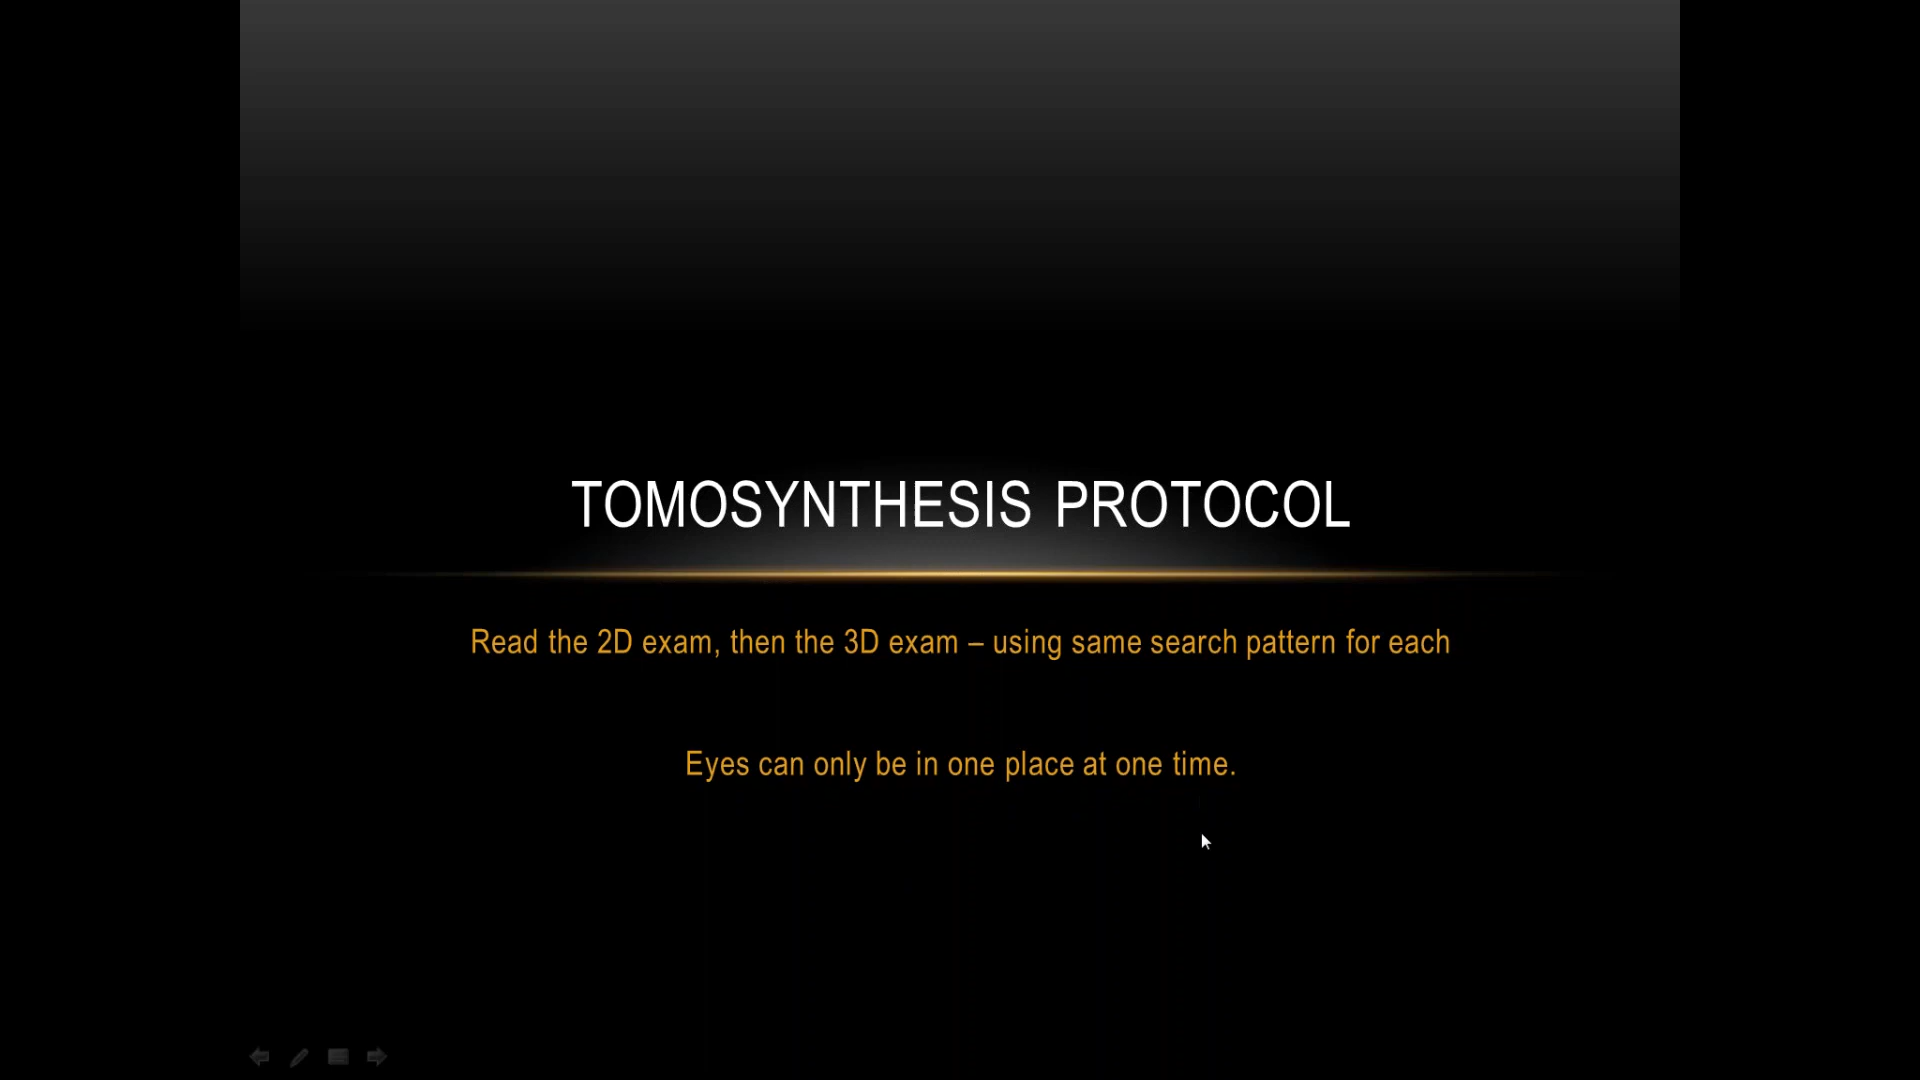 TOMOSYNTHESIS PROTOCOL
Read the 2D exam, then the 3D exam – using same search pattern for each
Eyes can only be in one place at one time.